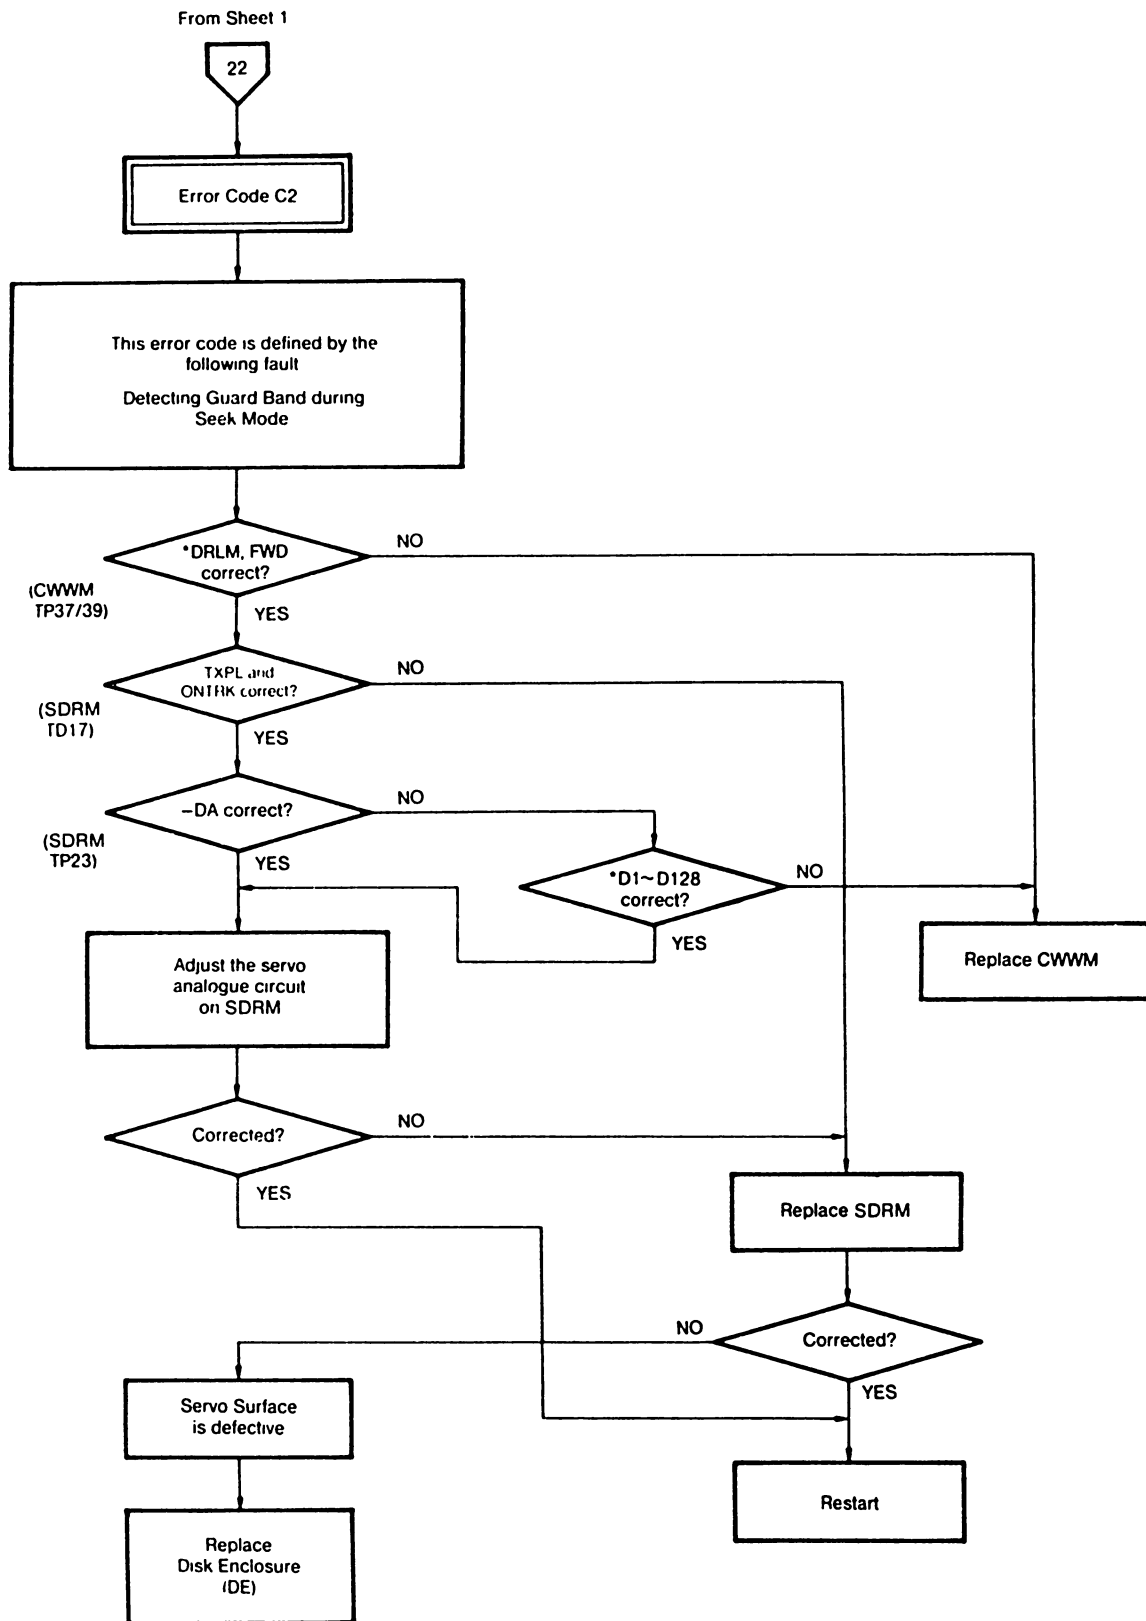 From Sheet 1
22
Error Code C2
This error code is defined by the
following fault
Detecting Guard Band during
Seek Mode
*DRLM, FWD
correct?
NO
(CWWM
TP37/39)
YES
TXPL and
ONTRK correct?
NO
(SDRM
TD17)
YES
–DA correct?
NO
(SDRM
TP23)
YES
*D1~D128
correct?
NO
YES
Replace CWWM
Adjust the servo
analogue circuit
on SDRM
Corrected?
NO
YES
Replace SDRM
Corrected?
NO
YES
Servo Surface
is defective
Restart
Replace
Disk Enclosure
(DE)